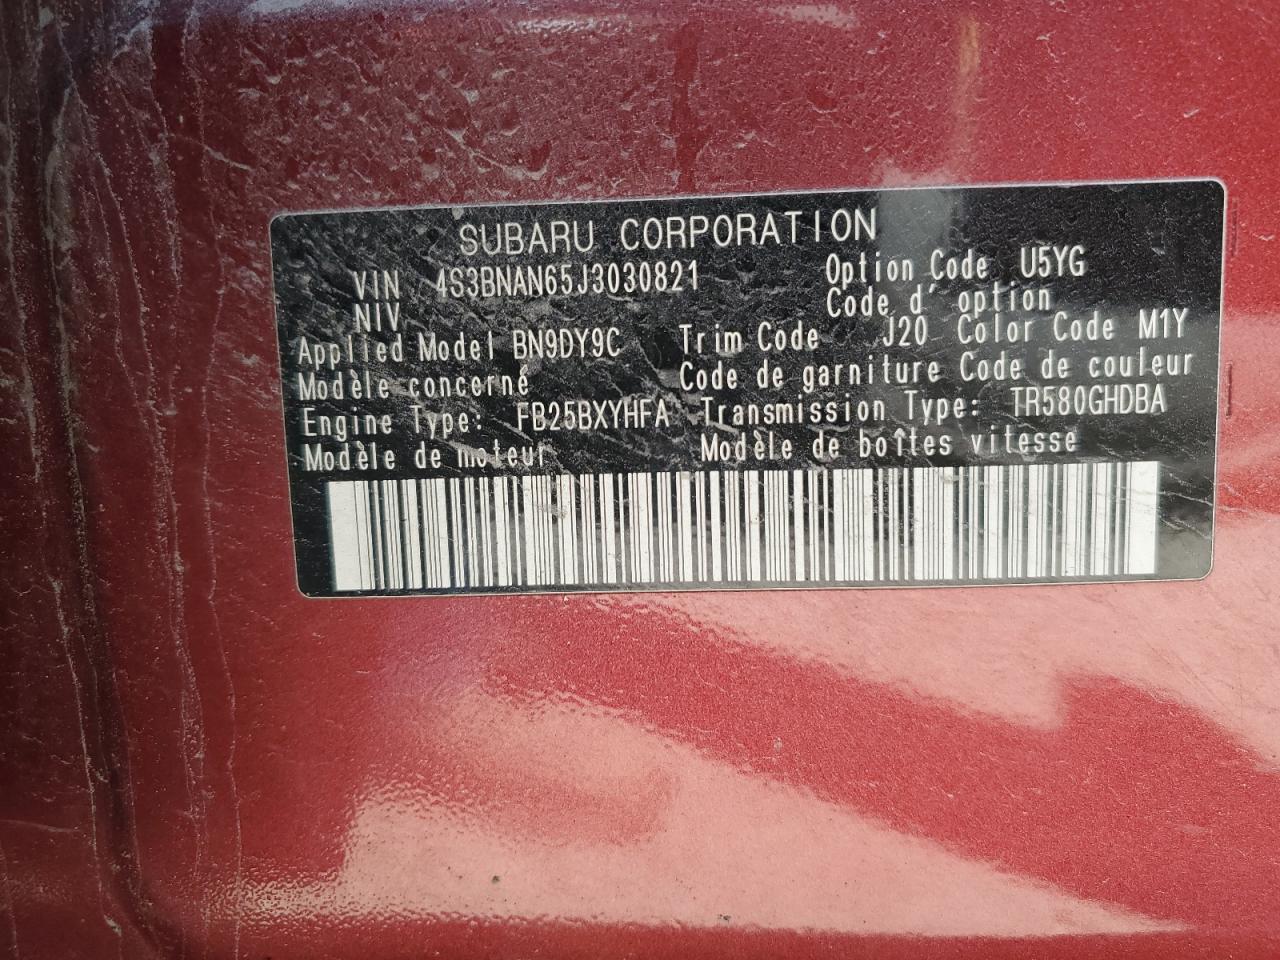 SUBARU CORPORATION
VIN 4S3BNAN65J3030821 Option Code U5YG
NIV Code d' option
Applied Model BN9DY9C Trim Code J20 Color Code M1Y
Modèle concerné Code de garniture Code de couleur
Engine Type: FB25BXYHFA Transmission Type: TR580GHDBA
Modèle de moteur Modèle de boîtes vitesse